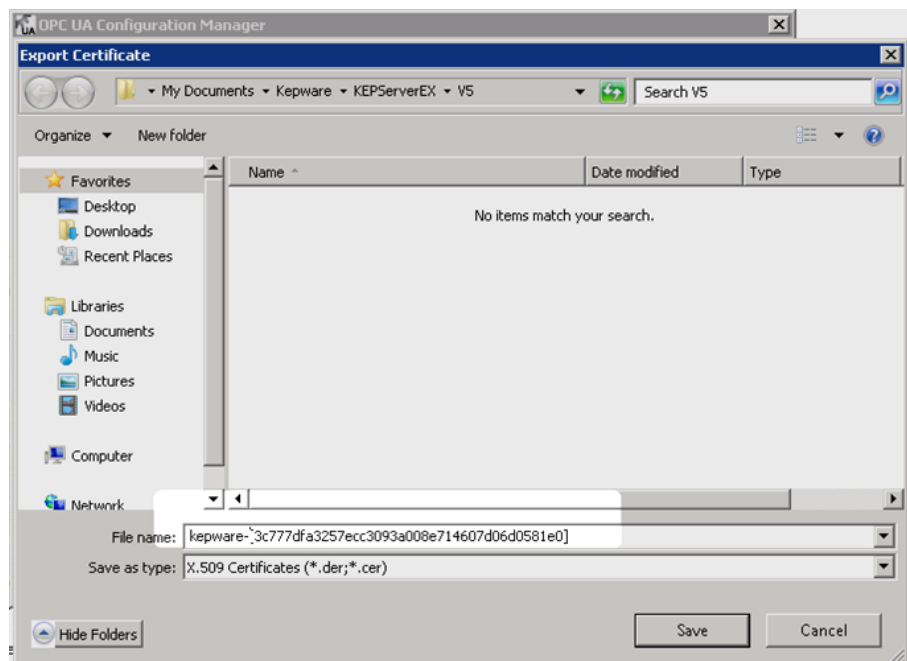 OPC UA Configuration Manager
Export Certificate
My Documents Kepware KEPServerEX V5
Search V5
Organize New folder
Name Date modified Type
No items match your search.
Favorites
Desktop
Downloads
Recent Places
Libraries
Documents
Music
Pictures
Videos
Computer
Network
File name: kepware-[3c777dfa3257ecc3093a008e714607d06d0581e0]
Save as type: X.509 Certificates (*.der;*.cer)
Hide Folders Save Cancel